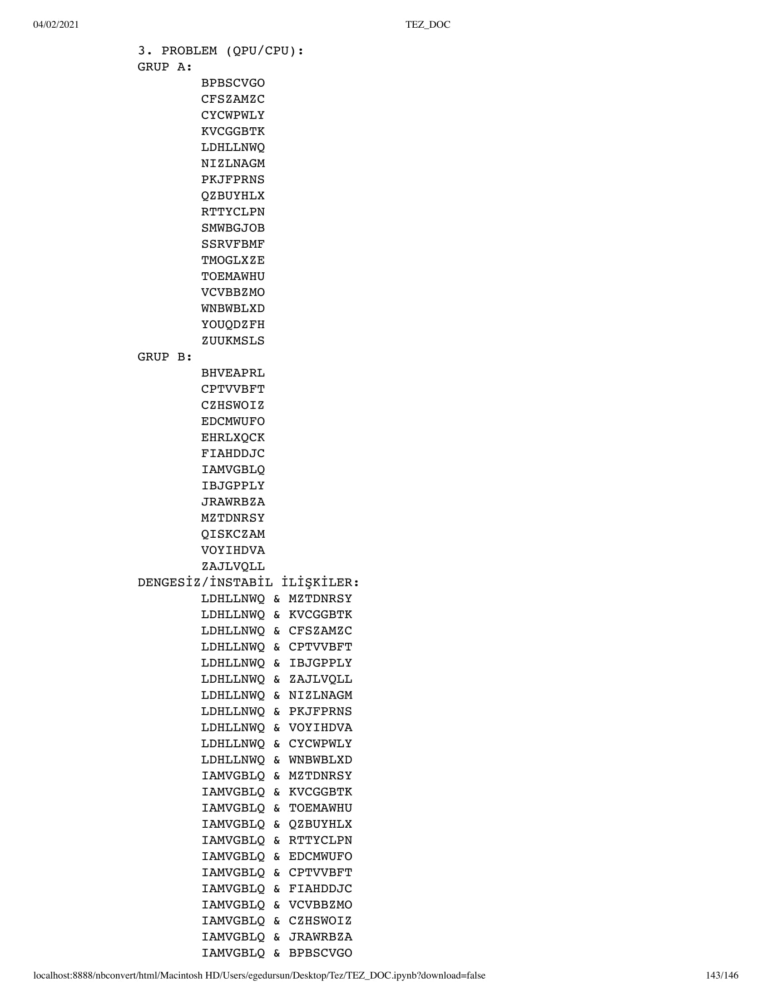 04/02/2021 TEZ_DOC
3. PROBLEM (QPU/CPU):
GRUP A:
BPBSCVGO
CFSZAMZC
CYCWPWLY
KVCGGBTK
LDHLLNWQ
NIZLNAGM
PKJFPRNS
QZBUYHLX
RTTYCLPN
SMWBGJOB
SSRVFBMF
TMOGLXZE
TOEMAWHU
VCVBBZMO
WNBWBLXD
YOUQDZFH
ZUUKMSLS
GRUP B:
BHVEAPRL
CPTVVBFT
CZHSWOIZ
EDCMWUFO
EHRLXQCK
FIAHDDJC
IAMVGBLQ
IBJGPPLY
JRAWRBZA
MZTDNRSY
QISKCZAM
VOYIHDVA
ZAJLVQLL
DENGESİZ/İNSTABİL İLİŞKİLER:
LDHLLNWQ & MZTDNRSY
LDHLLNWQ & KVCGGBTK
LDHLLNWQ & CFSZAMZC
LDHLLNWQ & CPTVVBFT
LDHLLNWQ & IBJGPPLY
LDHLLNWQ & ZAJLVQLL
LDHLLNWQ & NIZLNAGM
LDHLLNWQ & PKJFPRNS
LDHLLNWQ & VOYIHDVA
LDHLLNWQ & CYCWPWLY
LDHLLNWQ & WNBWBLXD
IAMVGBLQ & MZTDNRSY
IAMVGBLQ & KVCGGBTK
IAMVGBLQ & TOEMAWHU
IAMVGBLQ & QZBUYHLX
IAMVGBLQ & RTTYCLPN
IAMVGBLQ & EDCMWUFO
IAMVGBLQ & CPTVVBFT
IAMVGBLQ & FIAHDDJC
IAMVGBLQ & VCVBBZMO
IAMVGBLQ & CZHSWOIZ
IAMVGBLQ & JRAWRBZA
IAMVGBLQ & BPBSCVGO
localhost:8888/nbconvert/html/Macintosh HD/Users/egedursun/Desktop/Tez/TEZ_DOC.ipynb?download=false 143/146